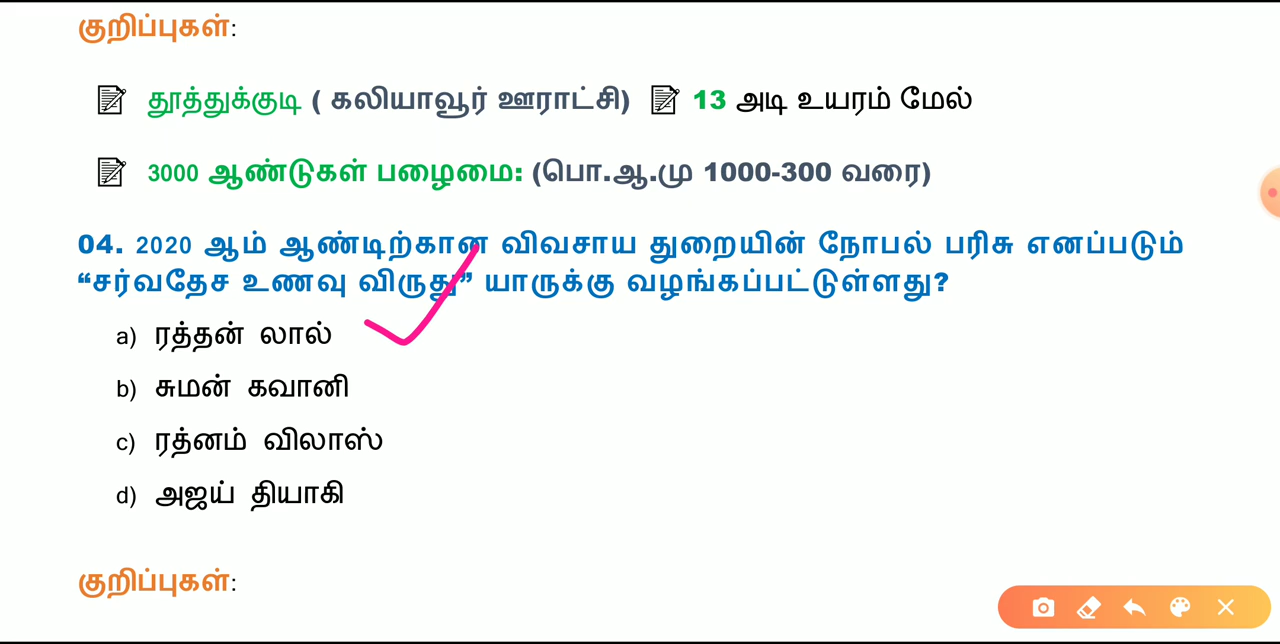 குறிப்புகள்:
தூத்துக்குடி ( கலியாவூர் ஊராட்சி) 13 அடி உயரம் மேல்
3000 ஆண்டுகள் பழைமை: (பொ.ஆ.மு 1000-300 வரை)
04. 2020 ஆம் ஆண்டிற்கான விவசாய துறையின் நோபல் பரிசு எனப்படும்
“சர்வதேச உணவு விருது” யாருக்கு வழங்கப்பட்டுள்ளது?
a) ரத்தன் லால்
b) சுமன் கவானி
c) ரத்னம் விலாஸ்
d) அஜய் தியாகி
குறிப்புகள்: